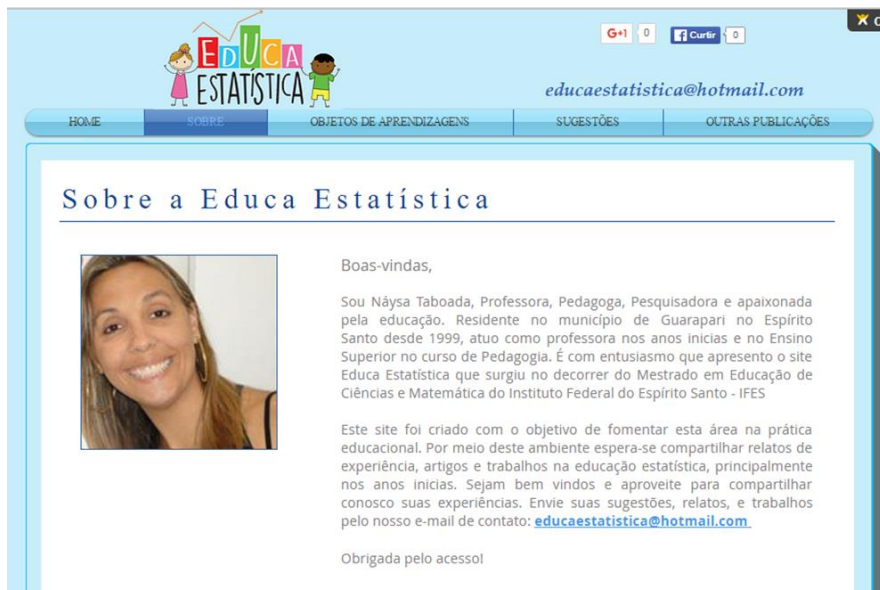 EDUCA
ESTATÍSTICA
G+1 0
Curtir 0
educaestatistica@hotmail.com
HOME SOBRE OBJETOS DE APRENDIZAGENS SUGESTÕES OUTRAS PUBLICAÇÕES
Sobre a Educa Estatística
Boas-vindas,
Sou Náysa Taboada, Professora, Pedagoga, Pesquisadora e apaixonada
pela educação. Residente no município de Guarapari no Espírito
Santo desde 1999, atuo como professora nos anos inicias e no Ensino
Superior no curso de Pedagogia. É com entusiasmo que apresento o site
Educa Estatística que surgiu no decorrer do Mestrado em Educação de
Ciências e Matemática do Instituto Federal do Espírito Santo - IFES
Este site foi criado com o objetivo de fomentar esta área na prática
educacional. Por meio deste ambiente espera-se compartilhar relatos de
experiência, artigos e trabalhos na educação estatística, principalmente
nos anos inicias. Sejam bem vindos e aproveite para compartilhar
conosco suas experiências. Envie suas sugestões, relatos, e trabalhos
pelo nosso e-mail de contato: educaestatistica@hotmail.com
Obrigada pelo acesso!